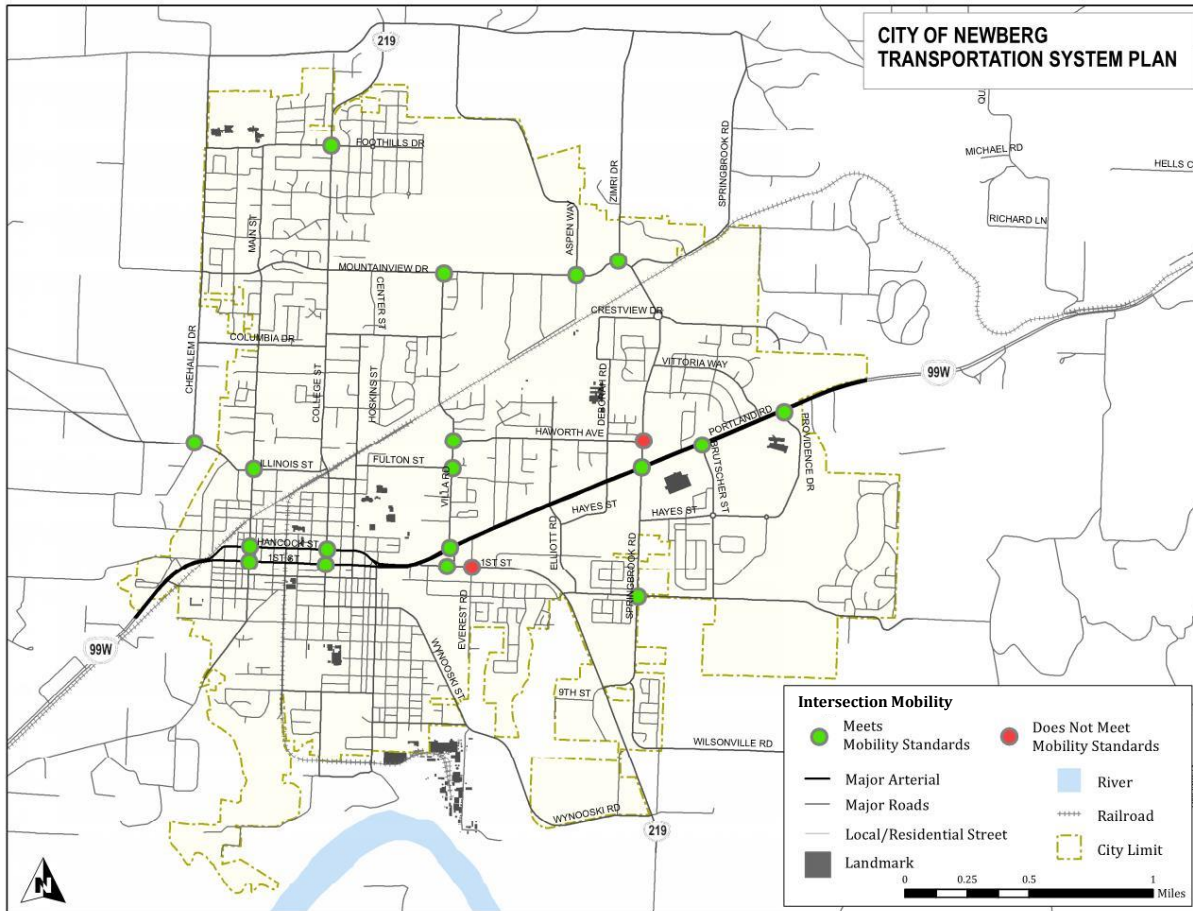 CITY OF NEWBERG
TRANSPORTATION SYSTEM PLAN
219
QU
MICHAEL RD
HELLS C
RICHARD LN
FOOTHILLS DR
ZIMRI DR
SPRINGBROOK RD
MAIN ST
ASPEN WAY
MOUNTAINVIEW DR
CENTER ST
CRESTVIEW DR
COLUMBIA DR
CHEHALEM DR
VITTORIA WAY
99W
COLLEGE ST
HOSKINS ST
DEBORAH RD
PORTLAND RD
PROVIDENCE DR
HAWORTH AVE
BRUTSCHER ST
ILLINOIS ST
FULTON ST
VILLA RD
HAYES ST
HAYES ST
HANCOCK ST
1ST ST
1ST ST
ELLIOTT RD
SPRINGBROOK RD
EVEREST RD
99W
WYNOOSKI ST
9TH ST
WILSONVILLE RD
WYNOOSKI RD
219
N
Intersection Mobility
Meets
Mobility Standards
Does Not Meet
Mobility Standards
Major Arterial
Major Roads
Local/Residential Street
Landmark
River
Railroad
City Limit
0 0.25 0.5 1
Miles